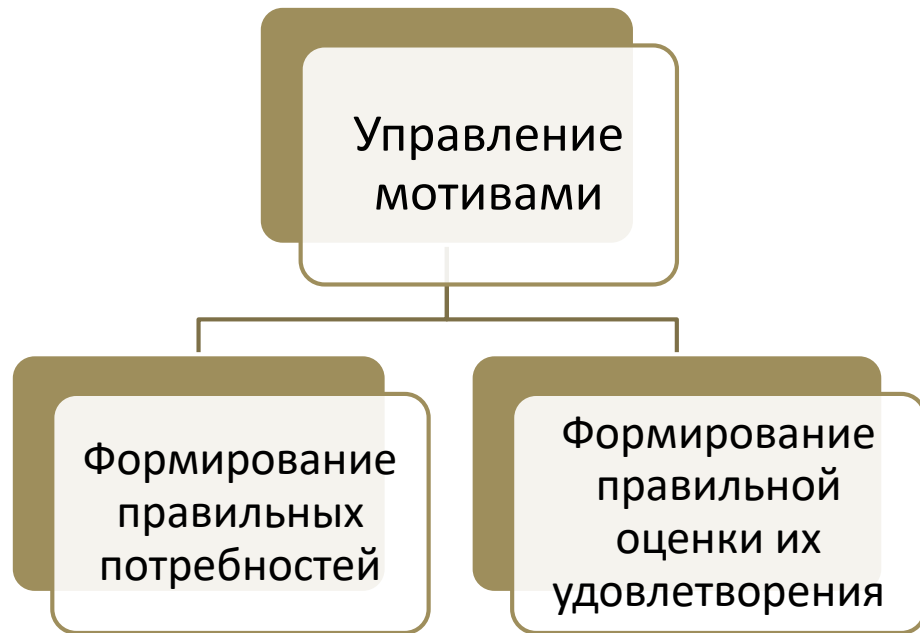 Управление
мотивами
Формирование
правильных
потребностей
Формирование
правильной
оценки их
удовлетворения